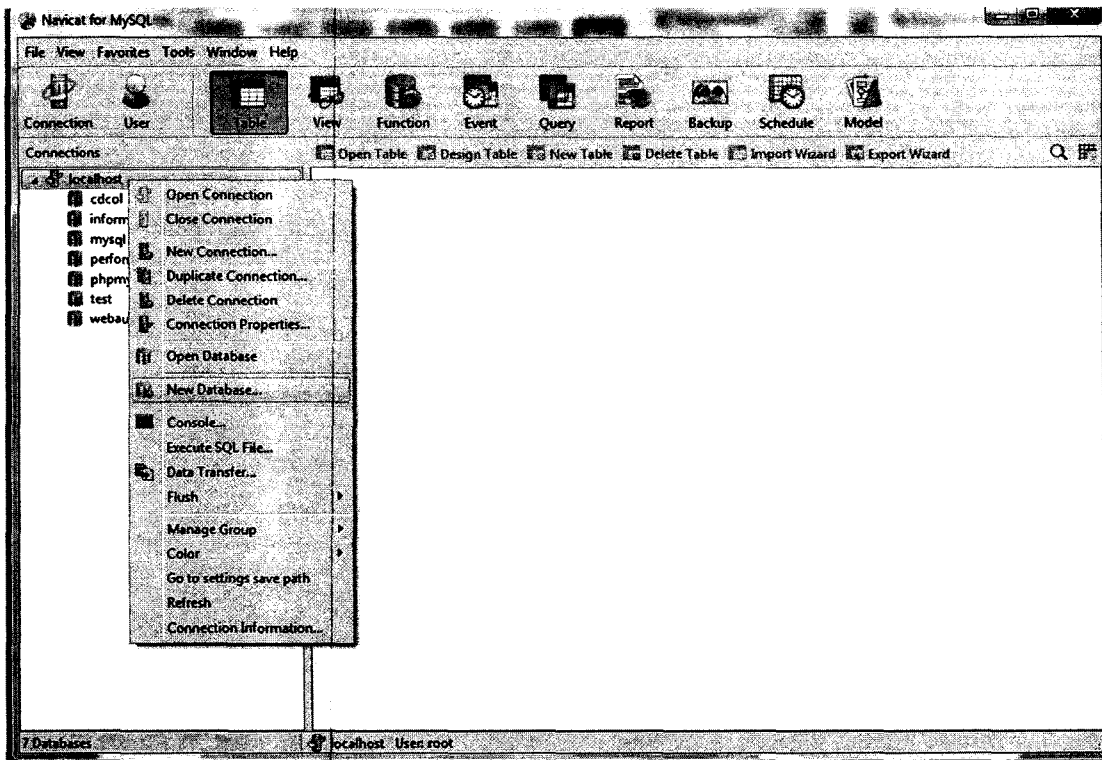 Navicat for MySQL
File View Favorites Tools Window Help
Connection User Table View Function Event Query Report Backup Schedule Model
Connections
Open Table Design Table New Table Delete Table Import Wizard Export Wizard
localhost
cdcol
inform
mysql
perfor
phpmy
test
webau
Open Connection
Close Connection
New Connection...
Duplicate Connection...
Delete Connection
Connection Properties...
Open Database
New Database...
Console...
Execute SQL File...
Data Transfer...
Flush
Manage Group
Color
Go to settings save path
Refresh
Connection Information...
7 Databases
localhost User: root